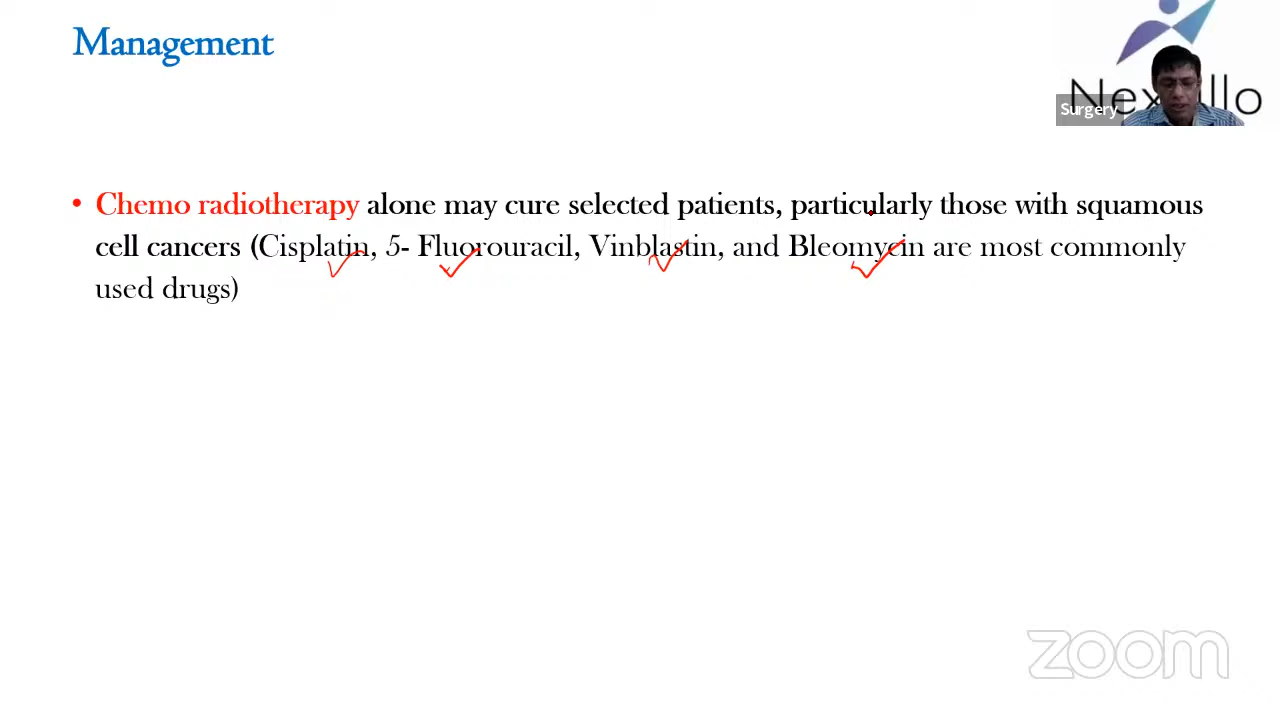 Management
Surgery
• Chemo radiotherapy alone may cure selected patients, particularly those with squamous
cell cancers (Cisplatin, 5- Fluorouracil, Vinblastin, and Bleomycin are most commonly
used drugs)
zoom